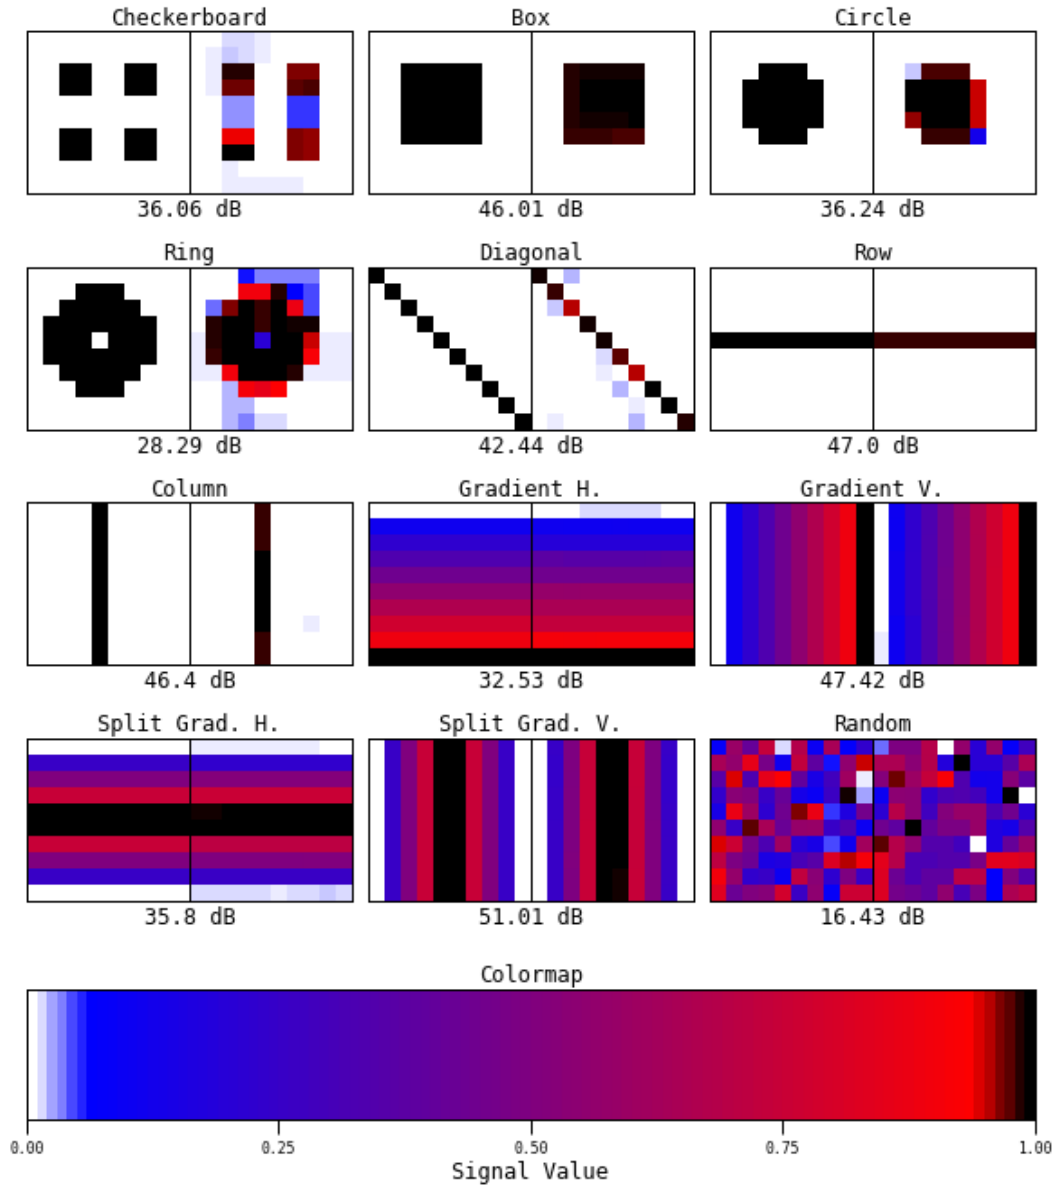 Checkerboard Box Circle
36.06 dB 46.01 dB 36.24 dB
Ring Diagonal Row
28.29 dB 42.44 dB 47.0 dB
Column Gradient H. Gradient V.
46.4 dB 32.53 dB 47.42 dB
Split Grad. H. Split Grad. V. Random
35.8 dB 51.01 dB 16.43 dB
Colormap
0.00 0.25 0.50 0.75 1.00
Signal Value